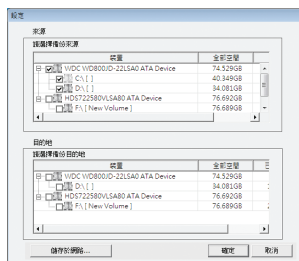 設定
來源
請選擇備份來源
裝置 全部空間
WDC WD800JD-22LSA0 ATA Device 74.529GB
C:\ [ ] 40.349GB
D:\ [ ] 34.081GB
HDS722580VLSA80 ATA Device 76.692GB
F:\ [ New Volume ] 76.689GB
目的地
請選擇備份目的地
裝置 全部空間
WDC WD800JD-22LSA0 ATA Device 74.529GB
D:\ [ ] 34.081GB
HDS722580VLSA80 ATA Device 76.692GB
F:\ [ New Volume ] 76.689GB
儲存於網路... 確定 取消